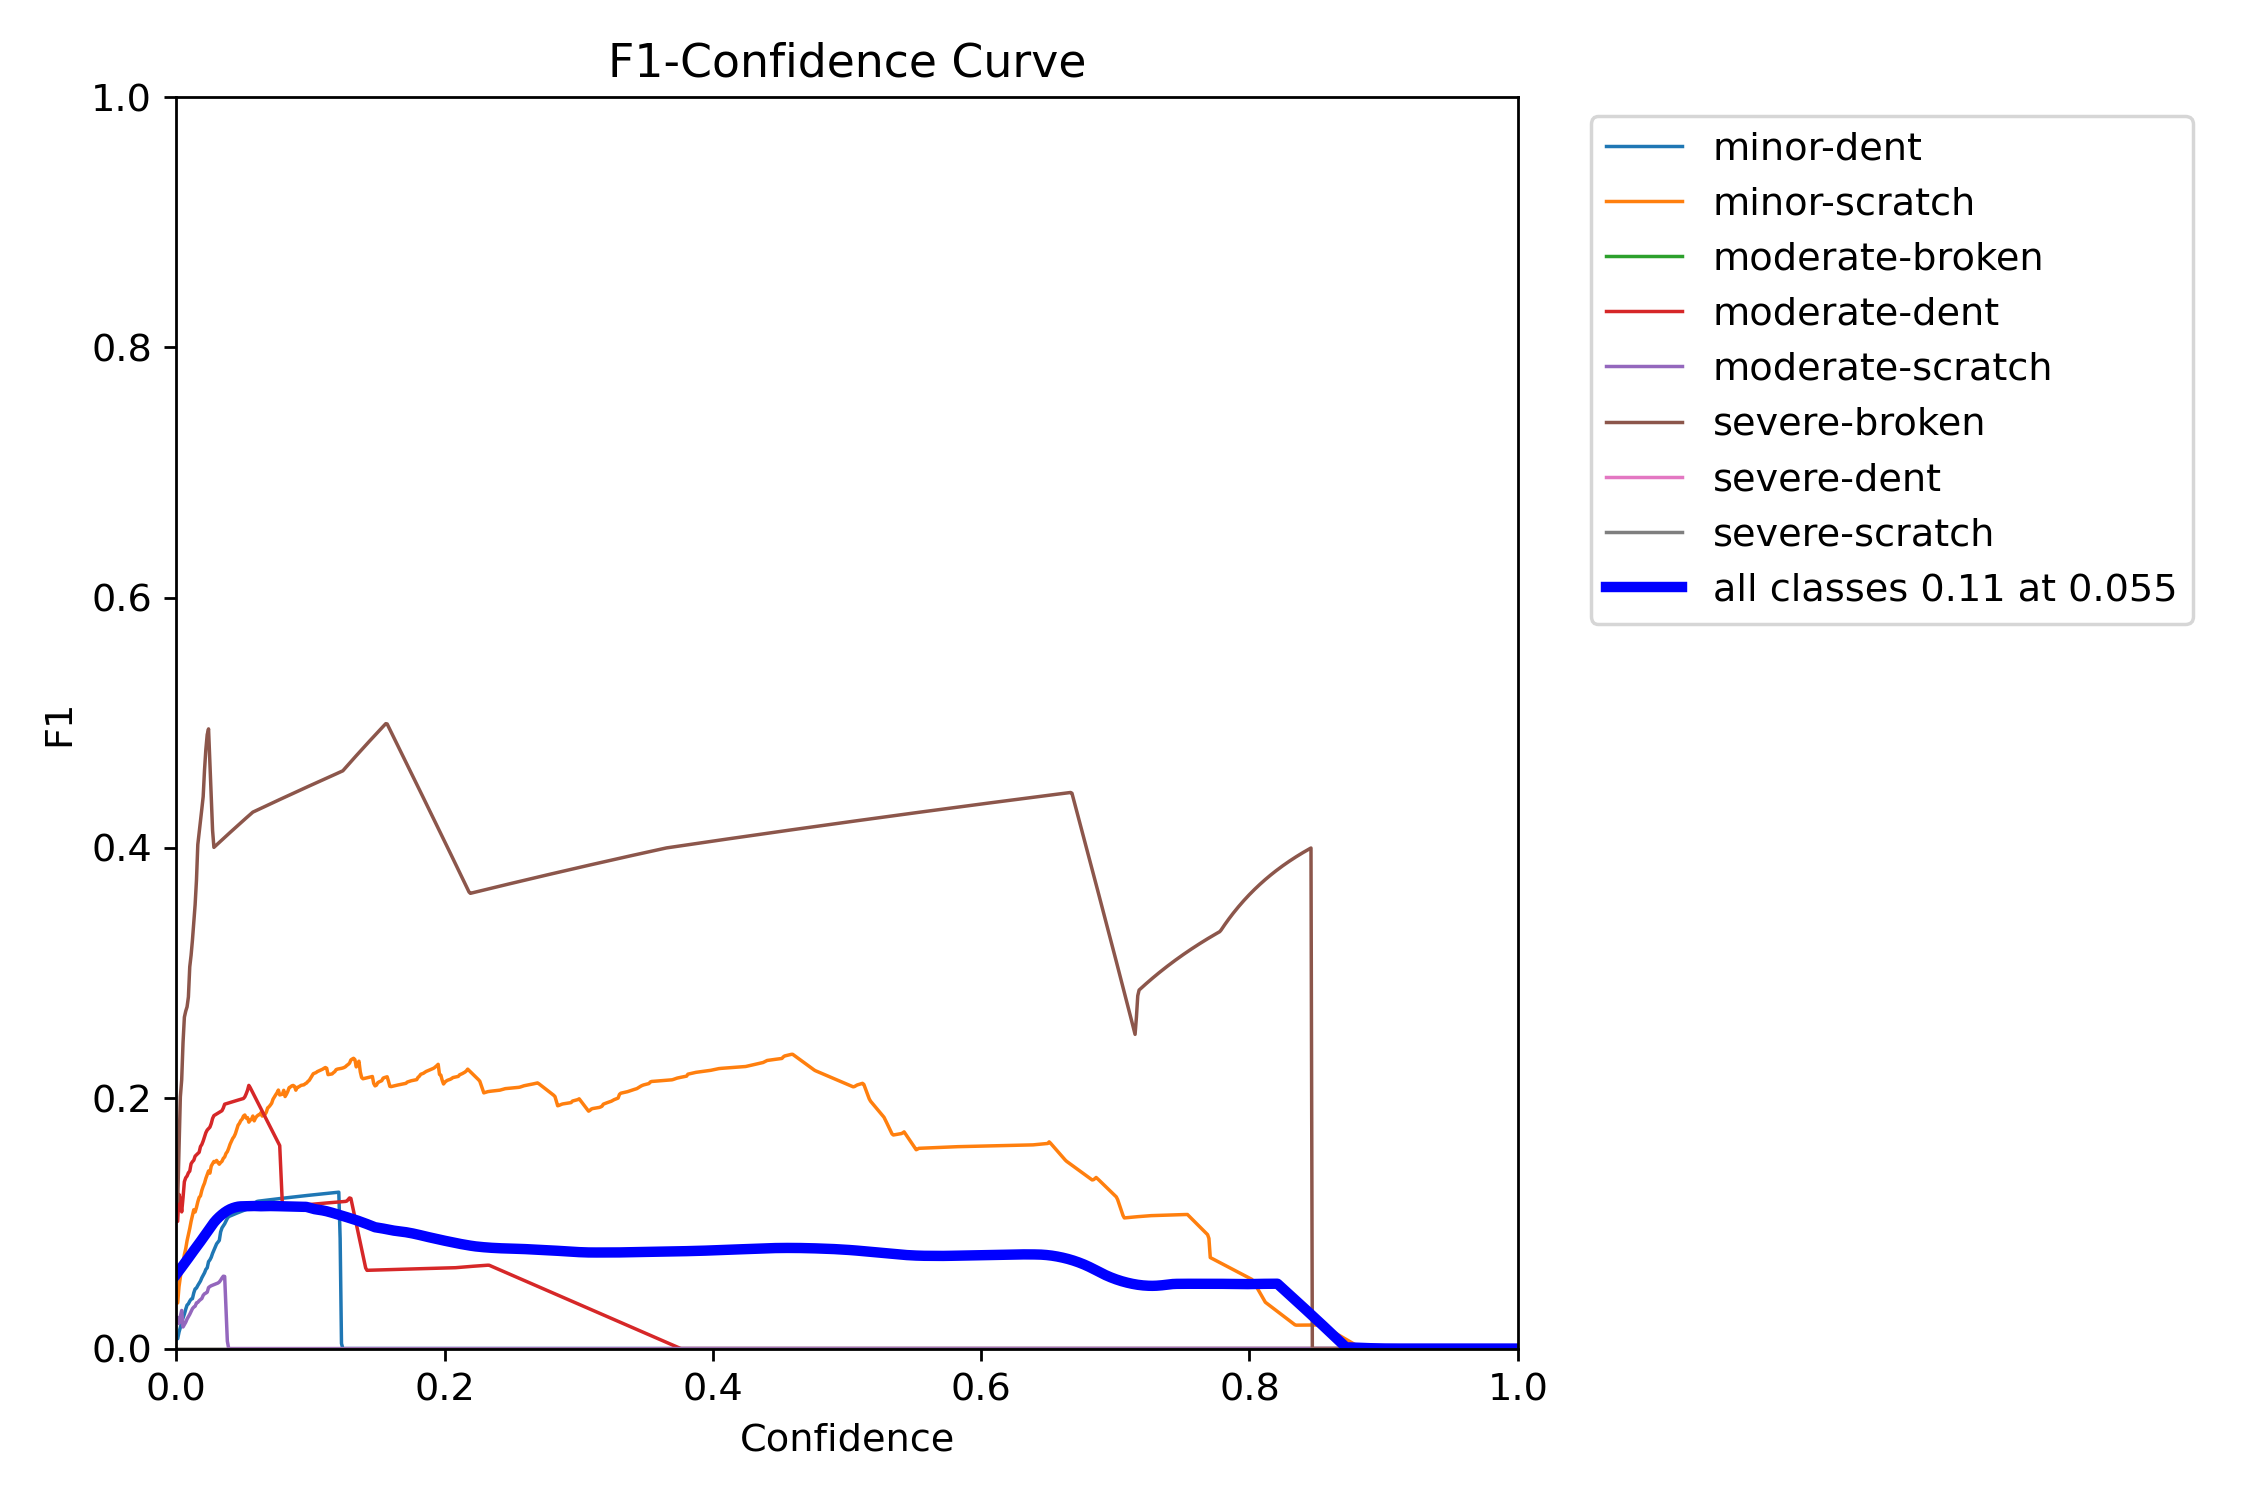 F1-Confidence Curve
1.0
0.8
0.6
0.4
0.2
0.0
F1
0.0 0.2 0.4 0.6 0.8 1.0
Confidence
minor-dent
minor-scratch
moderate-broken
moderate-dent
moderate-scratch
severe-broken
severe-dent
severe-scratch
all classes 0.11 at 0.055